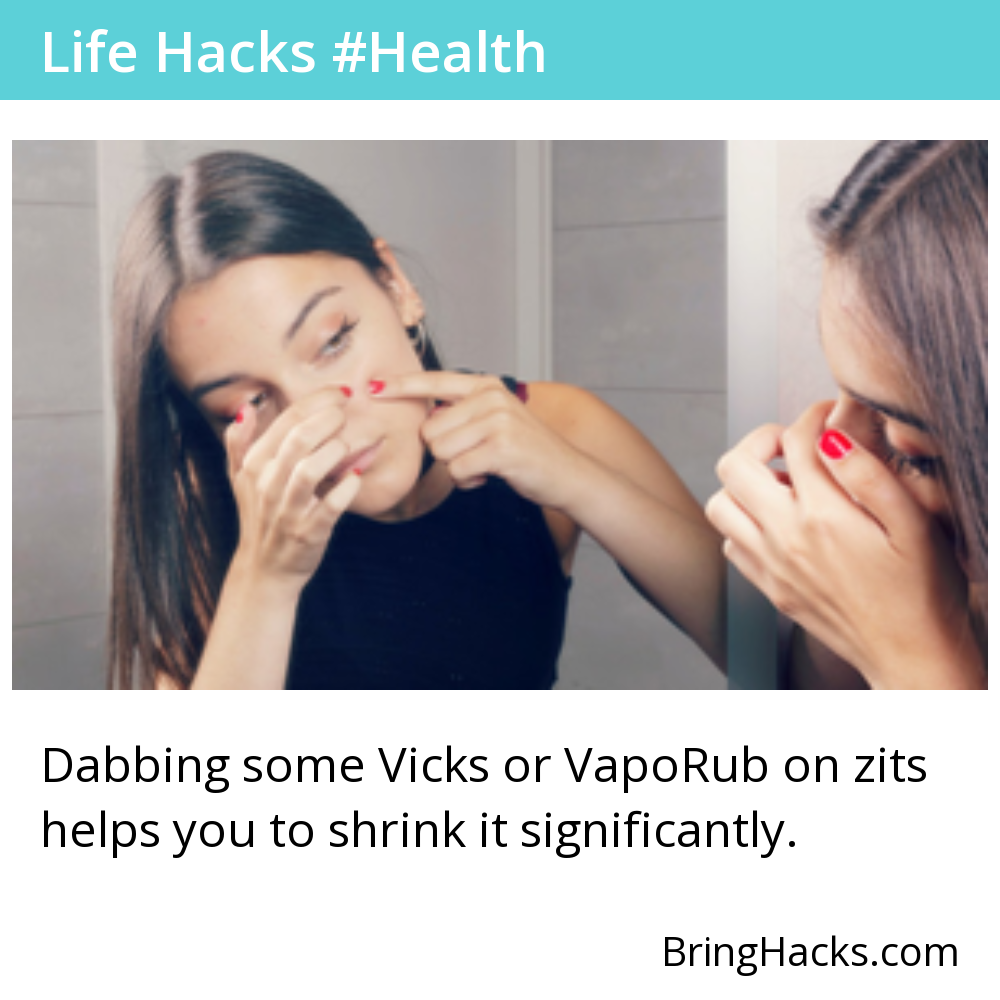 Life Hacks #Health
Dabbing some Vicks or VapoRub on zits
helps you to shrink it significantly.
BringHacks.com